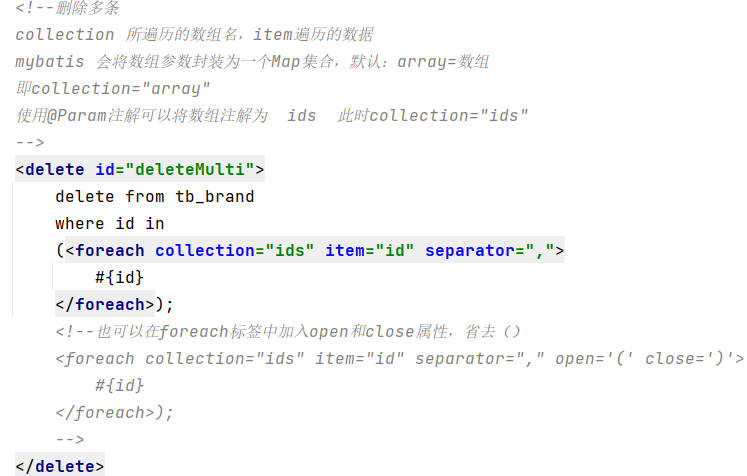 <!--删除多条
collection 所遍历的数组名，item遍历的数据
mybatis 会将数组参数封装为一个Map集合，默认：array=数组
即collection="array"
使用@Param注解可以将数组注解为  ids  此时collection="ids"
-->
<delete id="deleteMulti">
    delete from tb_brand
    where id in
    (<foreach collection="ids" item="id" separator=",">
        #{id}
    </foreach>);
    <!--也可以在foreach标签中加入open和close属性，省去（）
    <foreach collection="ids" item="id" separator="," open='(' close=')'>
        #{id}
    </foreach>);
    -->
</delete>